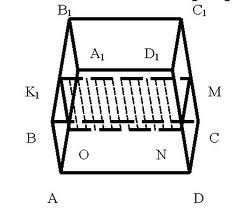 B₁ C₁
A₁ D₁
K₁ M
B C
O N
A D